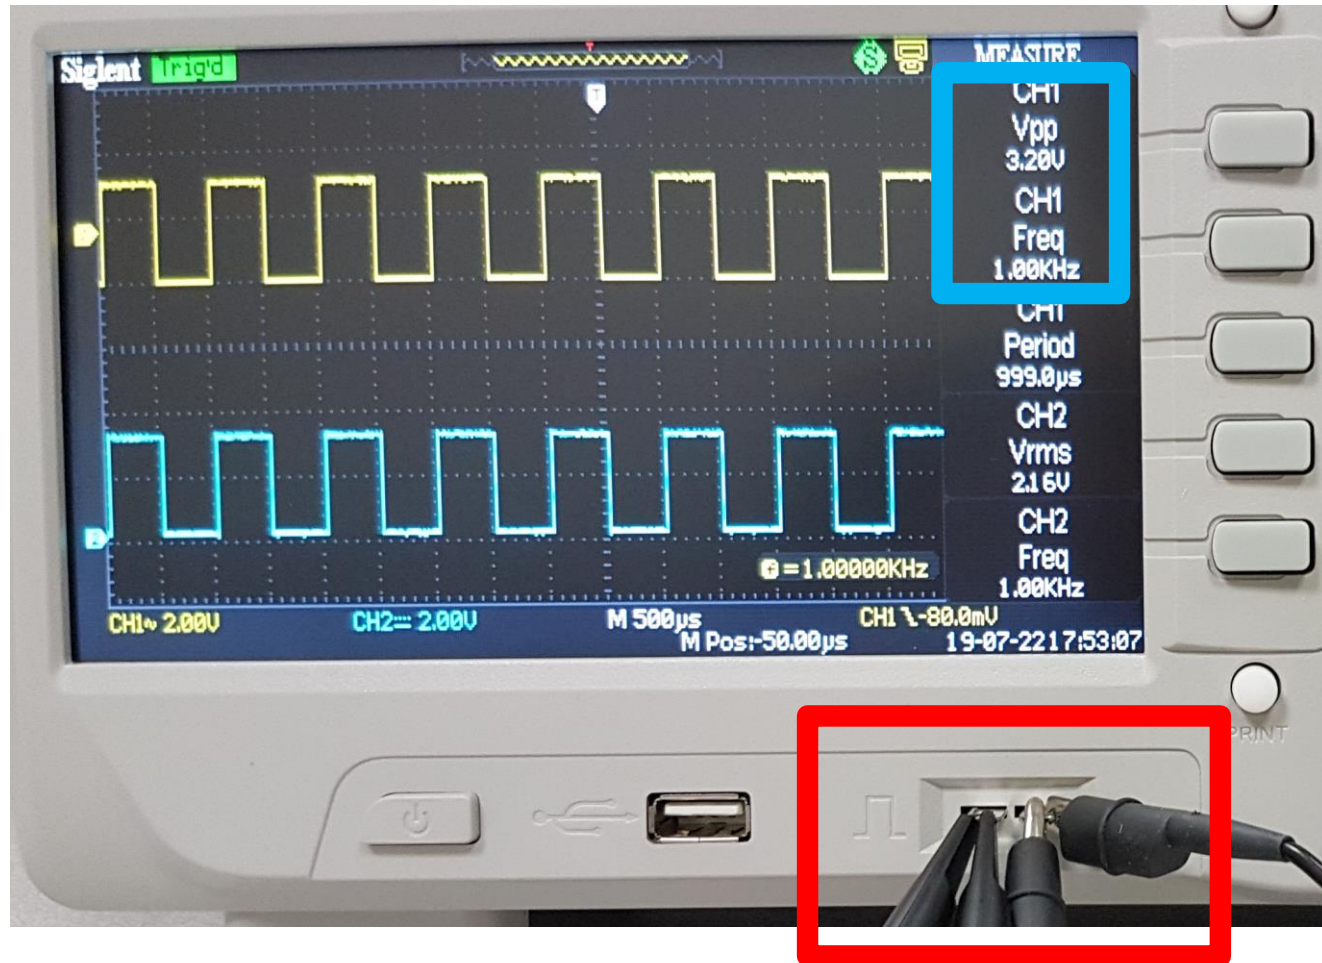 Siglent Trig'd MEASURE
T
T
CH1
Vpp
3.20V
CH1
Freq
1.00KHz
CH1
Period
999.0µs
CH2
Vrms
2.16V
CH2
Freq
1.00KHz
f = 1.00000KHz
CH1~ 2.00V CH2 2.00V M 500µs CH1 -80.0mV
M Pos:-50.00µs 19-07-22 17:53:07
PRINT